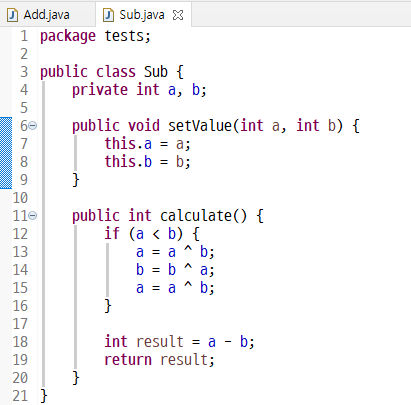 Add.java Sub.java
1 package tests;
2
3 public class Sub {
4     private int a, b;
5
6     public void setValue(int a, int b) {
7         this.a = a;
8         this.b = b;
9     }
10
11     public int calculate() {
12         if (a < b) {
13             a = a ^ b;
14             b = b ^ a;
15             a = a ^ b;
16         }
17
18         int result = a - b;
19         return result;
20     }
21 }